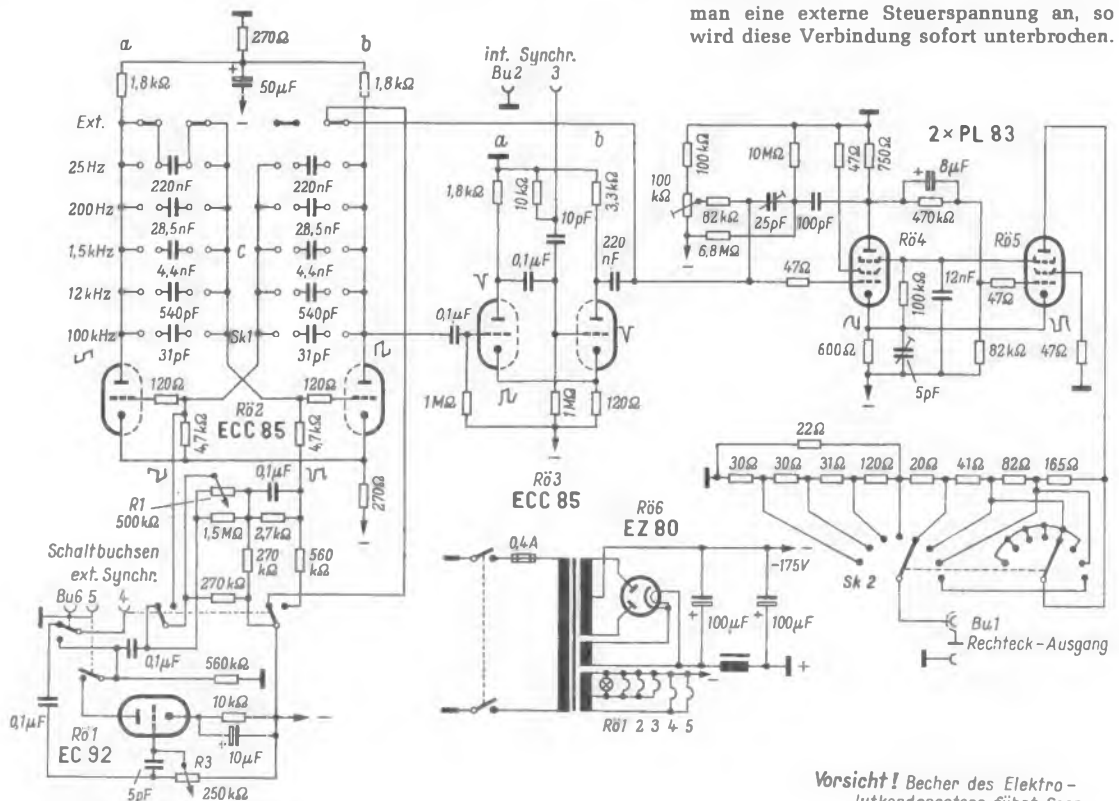 man eine externe Steuerspannung an, so
wird diese Verbindung sofort unterbrochen.
270Ω
a
b
1,8kΩ
+
50µF
1,8kΩ
−
int. Synchr.
Bu2
3
Ext.
25 Hz
220nF
220nF
200Hz
28,5nF
28,5nF
1,5kHz
C
4,4nF
4,4nF
12kHz
540pF
540pF
100kHz
Sk1
31pF
31pF
120Ω
120Ω
Rö2
ECC 85
4,7kΩ
4,7kΩ
270Ω
−
a
b
1,8kΩ
10kΩ
3,3kΩ
10pF
0,1µF
220
nF
0,1µF
1MΩ
1MΩ
120Ω
−
Rö3
ECC 85
2× PL 83
100kΩ
10MΩ
47Ω
750Ω
+
8µF
100
kΩ
82kΩ
25pF
100pF
470kΩ
6,8MΩ
−
Rö4
Rö5
47Ω
100kΩ
12nF
47Ω
600Ω
5pF
82kΩ
47Ω
−
22Ω
30Ω
30Ω
31Ω
120Ω
20Ω
41Ω
82Ω
165Ω
Sk 2
Bu1
Rechteck-Ausgang
R1
500kΩ
0,1µF
1,5MΩ
2,7kΩ
270
kΩ
560
kΩ
270kΩ
Schaltbuchsen
ext. Synchr.
Bu6
5
4
0,1µF
560kΩ
0,1µF
10kΩ
−
Rö1
EC 92
+
10µF
R3
5pF
250kΩ
Rö6
EZ 80
0,4A
−
−175V
+
+
100µF
100µF
+
−
Rö1 2 3 4 5
Vorsicht! Becher des Elektro-